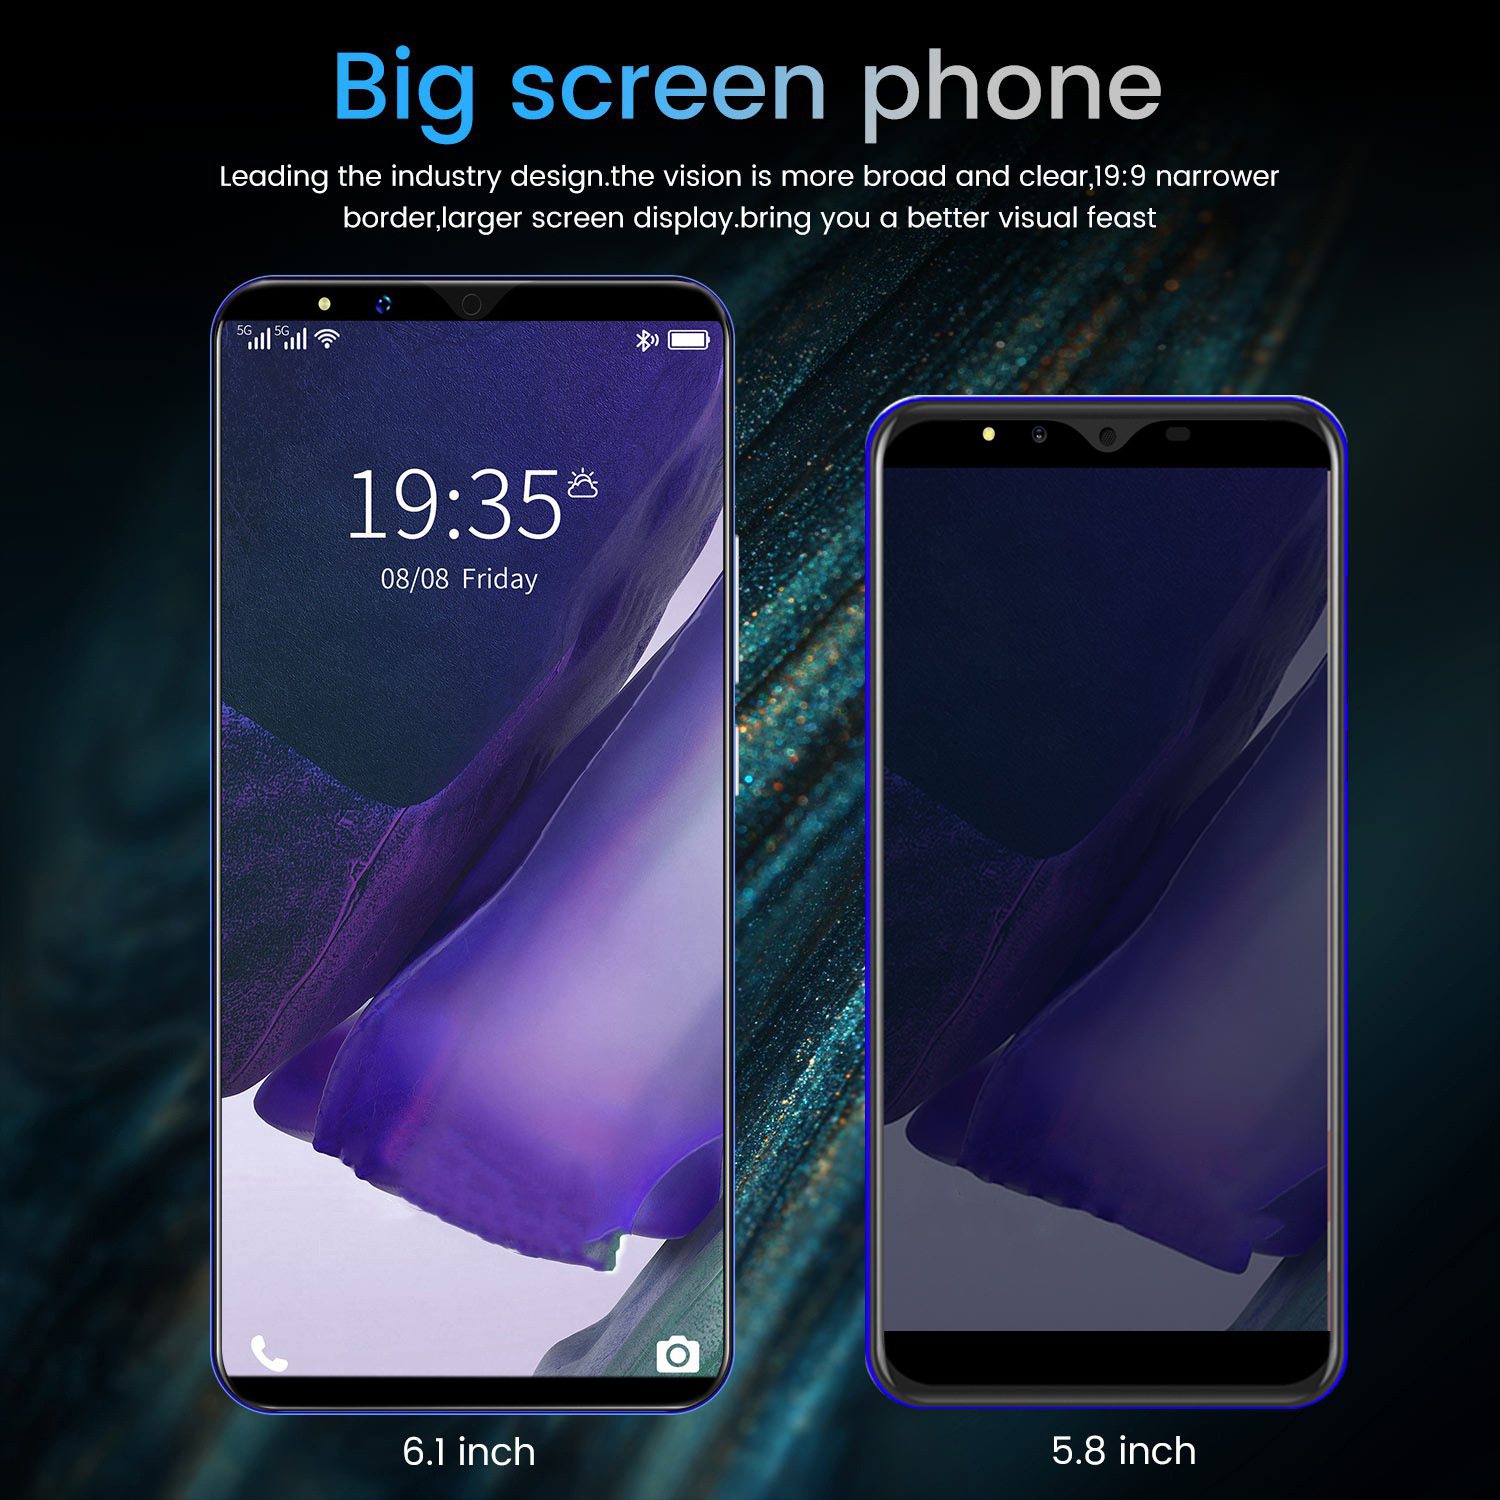 Big screen phone
Leading the industry design.the vision is more broad and clear,19:9 narrower
border,larger screen display.bring you a better visual feast
5G 5G
19:35
08/08 Friday
6.1 inch
5.8 inch